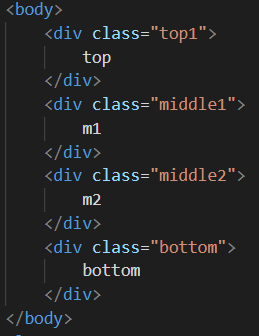 <body>
<div class="top1">
top
</div>
<div class="middle1">
m1
</div>
<div class="middle2">
m2
</div>
<div class="bottom">
bottom
</div>
</body>